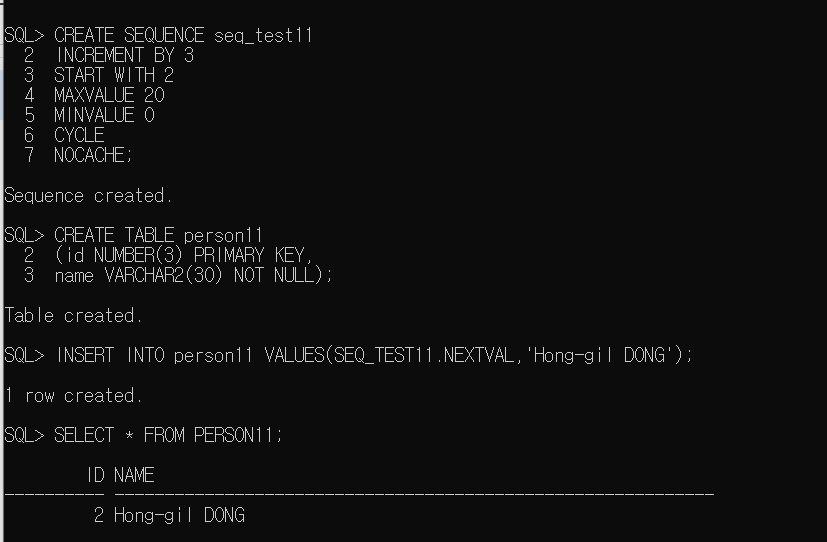 SQL> CREATE SEQUENCE seq_test11
2 INCREMENT BY 3
3 START WITH 2
4 MAXVALUE 20
5 MINVALUE 0
6 CYCLE
7 NOCACHE;
Sequence created.
SQL> CREATE TABLE person11
2 (id NUMBER(3) PRIMARY KEY,
3 name VARCHAR2(30) NOT NULL);
Table created.
SQL> INSERT INTO person11 VALUES(SEQ_TEST11.NEXTVAL,'Hong-gil DONG');
1 row created.
SQL> SELECT * FROM PERSON11;
ID NAME
---------- ------------------------------------------------------------
2 Hong-gil DONG